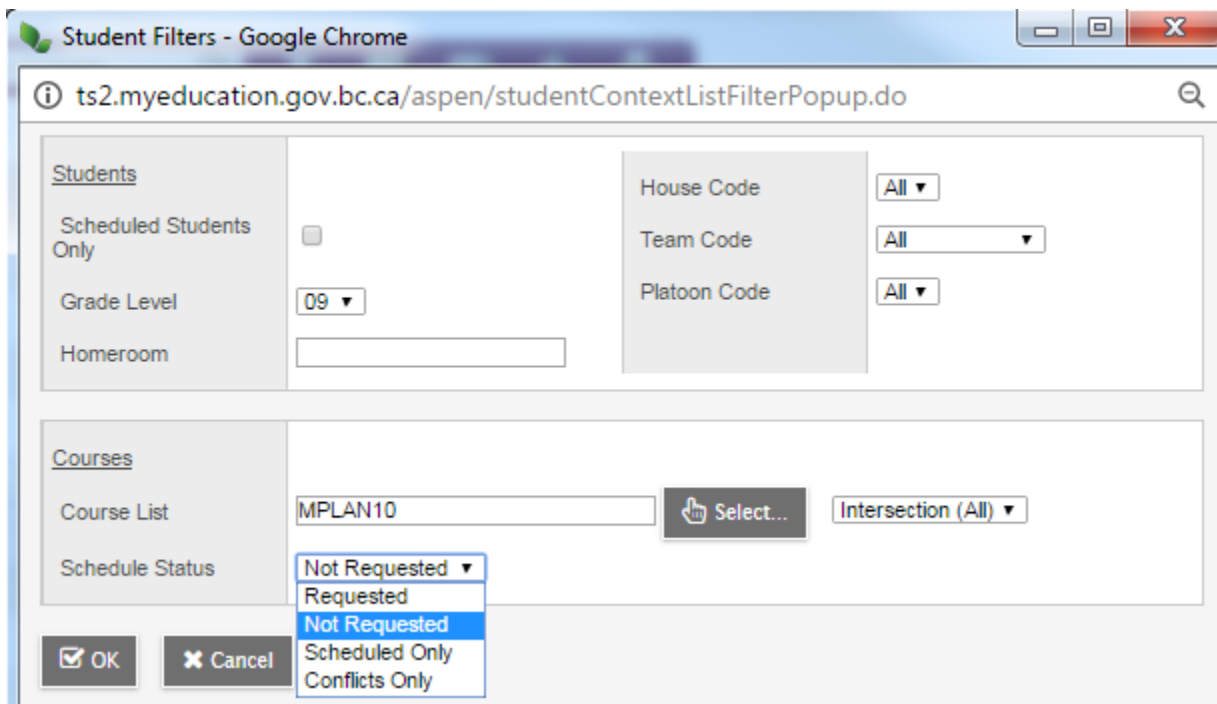 Student Filters - Google Chrome
ts2.myeducation.gov.bc.ca/aspen/studentContextListFilterPopup.do
Students
Scheduled Students
Only
Grade Level 09
Homeroom
House Code All
Team Code All
Platoon Code All
Courses
Course List MPLAN10 Select... Intersection (All)
Schedule Status Not Requested
Requested
Not Requested
Scheduled Only
Conflicts Only
OK Cancel